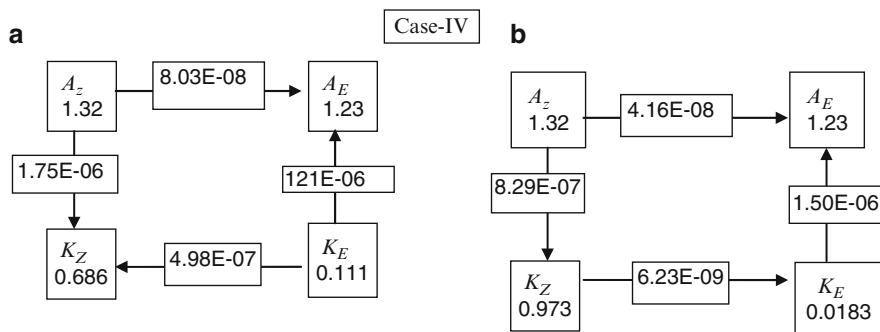 Case-IV
a
A_z
1.32
8.03E-08
A_E
1.23
1.75E-06
121E-06
K_Z
0.686
4.98E-07
K_E
0.111
b
A_z
1.32
4.16E-08
A_E
1.23
8.29E-07
1.50E-06
K_Z
0.973
6.23E-09
K_E
0.0183